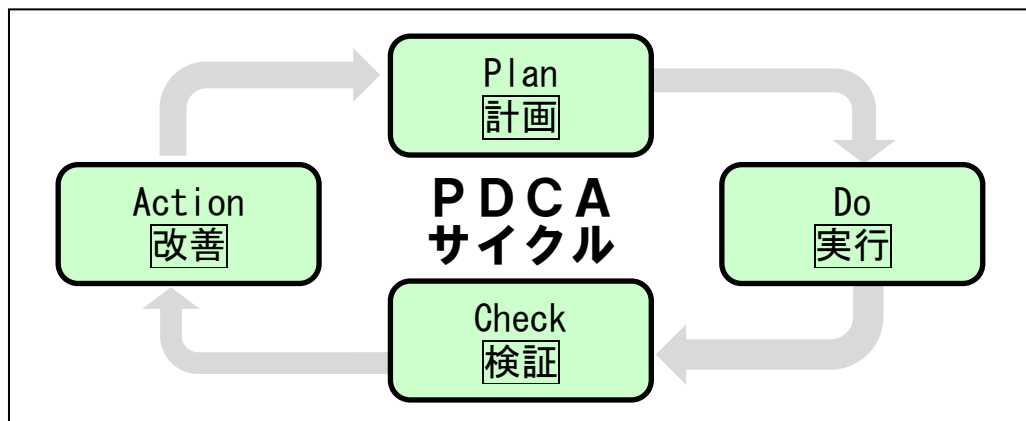 Plan
計画
Action
改善
PDCA
サイクル
Do
実行
Check
検証